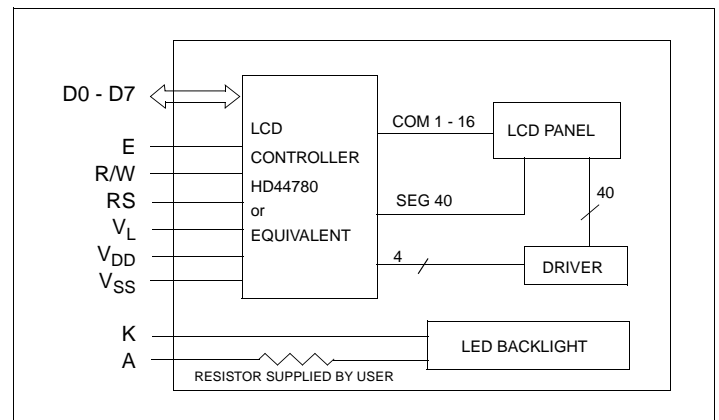 D0 - D7
E
R/W
RS
VL
VDD
VSS
K
A
LCD
CONTROLLER
HD44780
or
EQUIVALENT
COM 1 - 16
SEG 40
4
LCD PANEL
40
DRIVER
LED BACKLIGHT
RESISTOR SUPPLIED BY USER